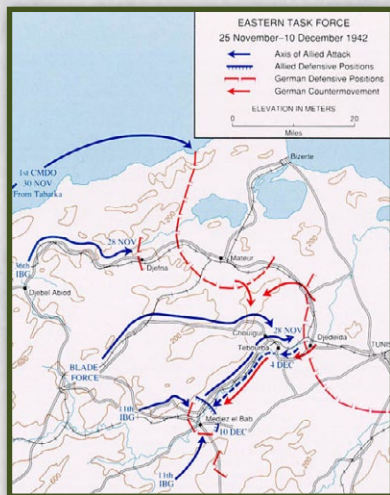 EASTERN TASK FORCE
25 November–10 December 1942
Axis of Allied Attack
Allied Defensive Positions
German Defensive Positions
German Countermovement
ELEVATION IN METERS
0
20
Miles
1st CMDO
30 NOV
From Tabarka
Bizerte
200
36th
IBG
28 NOV
Djefna
Mateur
Djebel Abiod
Chouigui
28 NOV
Djedeida
Tebourba
TUNIS
4 DEC
BLADE
FORCE
11th
IBG
Medjez el Bab
10 DEC
11th
IBG